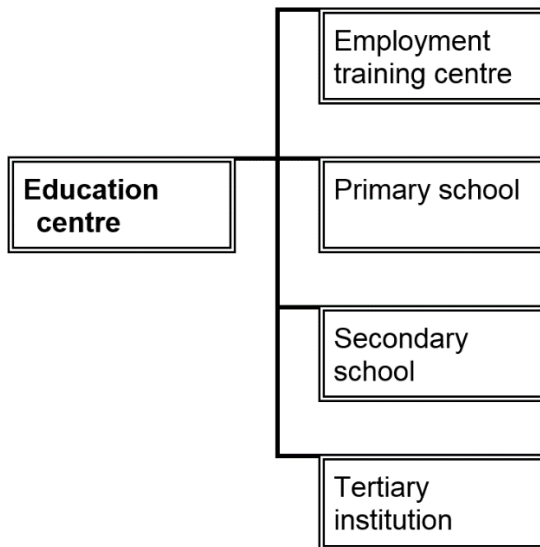 Employment
training centre
Education
centre
Primary school
Secondary
school
Tertiary
institution